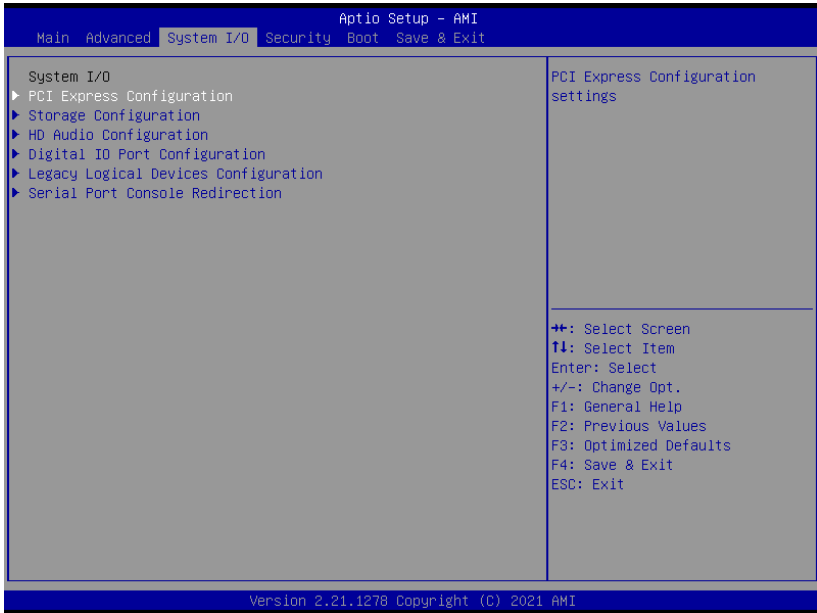 Aptio Setup – AMI
Main Advanced System I/O Security Boot Save & Exit
System I/O
▶ PCI Express Configuration
▶ Storage Configuration
▶ HD Audio Configuration
▶ Digital IO Port Configuration
▶ Legacy Logical Devices Configuration
▶ Serial Port Console Redirection
PCI Express Configuration
settings
→←: Select Screen
↑↓: Select Item
Enter: Select
+/-: Change Opt.
F1: General Help
F2: Previous Values
F3: Optimized Defaults
F4: Save & Exit
ESC: Exit
Version 2.21.1278 Copyright (C) 2021 AMI